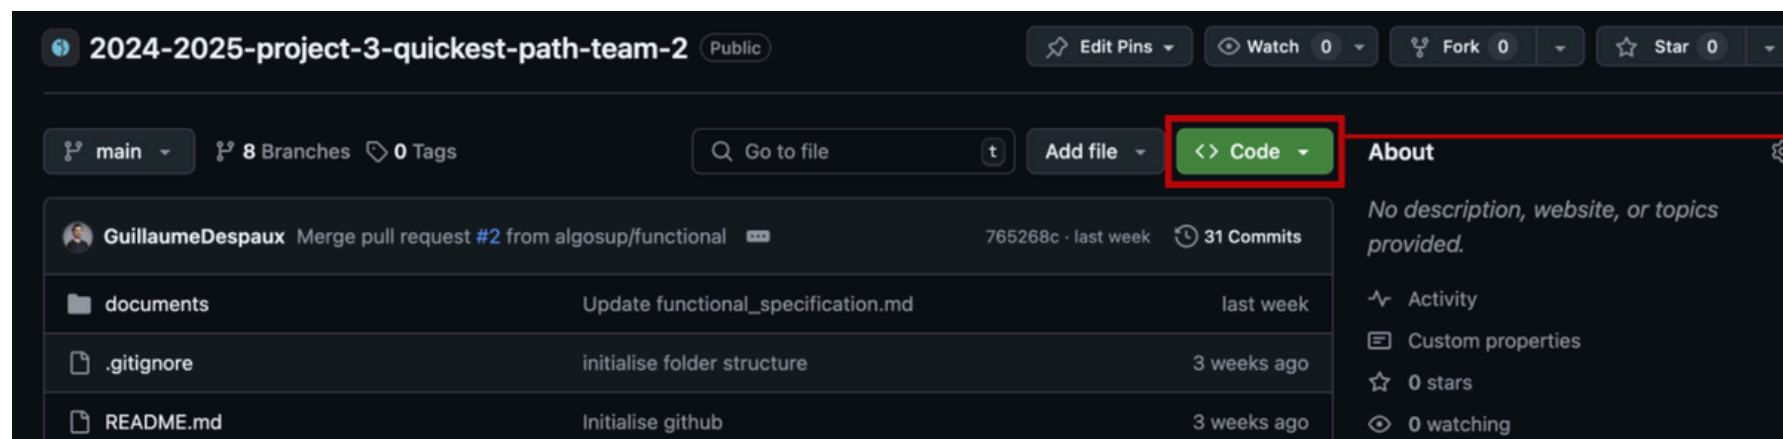 2024-2025-project-3-quickest-path-team-2 Public Edit Pins Watch 0 Fork 0 Star 0
main 8 Branches 0 Tags Go to file t Add file <> Code
GuillaumeDespaux Merge pull request #2 from algosup/functional 765268c · last week 31 Commits
documents Update functional_specification.md last week
.gitignore initialise folder structure 3 weeks ago
README.md Initialise github 3 weeks ago
About
No description, website, or topics
provided.
Activity
Custom properties
0 stars
0 watching